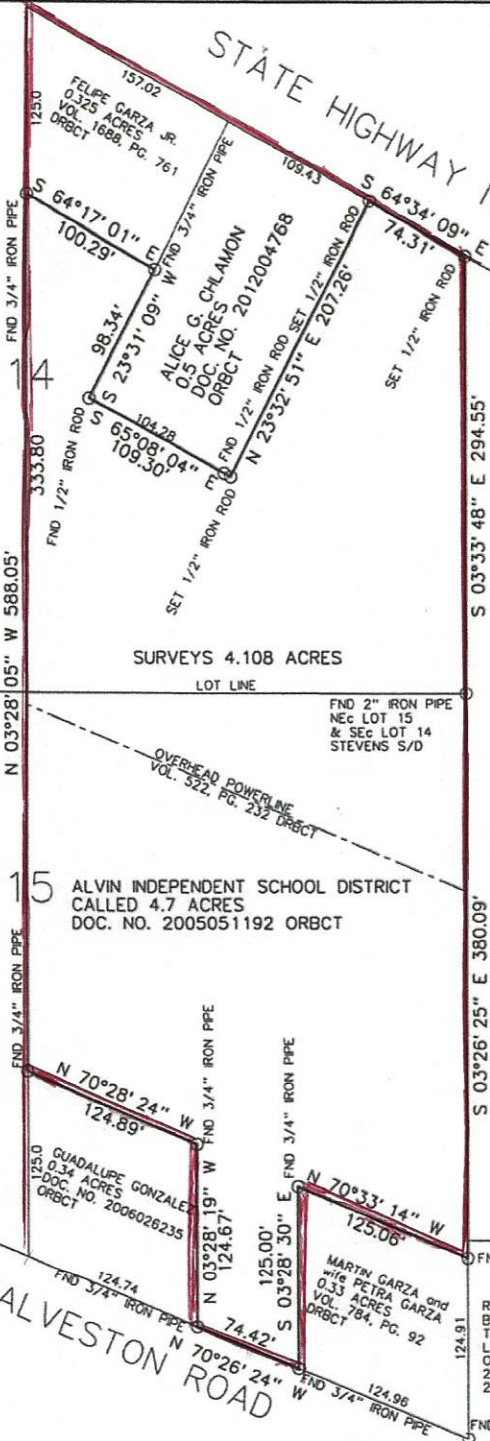 STATE HIGHWAY
157.02
125.0
FELIPE GARZA JR.
0.325 ACRES
VOL. 1688, PG. 761
DRBCT
109.43
S 64°34' 09" E
74.31'
FND 3/4" IRON PIPE
S 64°17' 01" E
100.29'
FND 3/4" IRON PIPE
S 23°31' 09" W
98.34'
ALICE G. CHLAMON
0.5 ACRES
DOC. NO. 2012004768
ORBCT
SET 1/2" IRON ROD
N 23°32' 51" E 207.26'
SET 1/2" IRON ROD
14
333.80
FND 1/2" IRON ROD
104.28
S 65°08' 04" E
109.30'
FND 1/2" IRON ROD
SET 1/2" IRON ROD
S 03°33' 48" E 294.55'
N 03°28' 05" W 588.05'
SURVEYS 4.108 ACRES
LOT LINE
FND 2" IRON PIPE
NEc LOT 15
& SEc LOT 14
STEVENS S/D
OVERHEAD POWERLINE
VOL. 522, PG. 232 DRBCT
15
ALVIN INDEPENDENT SCHOOL DISTRICT
CALLED 4.7 ACRES
DOC. NO. 2005051192 ORBCT
S 03°26' 25" E 380.09'
FND 3/4" IRON PIPE
N 70°28' 24" W
124.89'
FND 3/4" IRON PIPE
FND 3/4" IRON PIPE
125.0
GUADALUPE GONZALEZ
0.34 ACRES
DOC. NO. 2006026235
ORBCT
N 03°28' 19" W
124.67'
S 03°28' 30" E
125.00'
N 70°33' 14" W
125.06'
MARTIN GARZA and
wife PETRA GARZA
0.33 ACRES
VOL. 784, PG. 92
DRBCT
124.91
FN
R
B
T
L
O
2
2
124.74
FND 3/4" IRON PIPE
74.42'
N 70°26' 24" W
FND 3/4" IRON PIPE
124.96
FND
ALVESTON ROAD